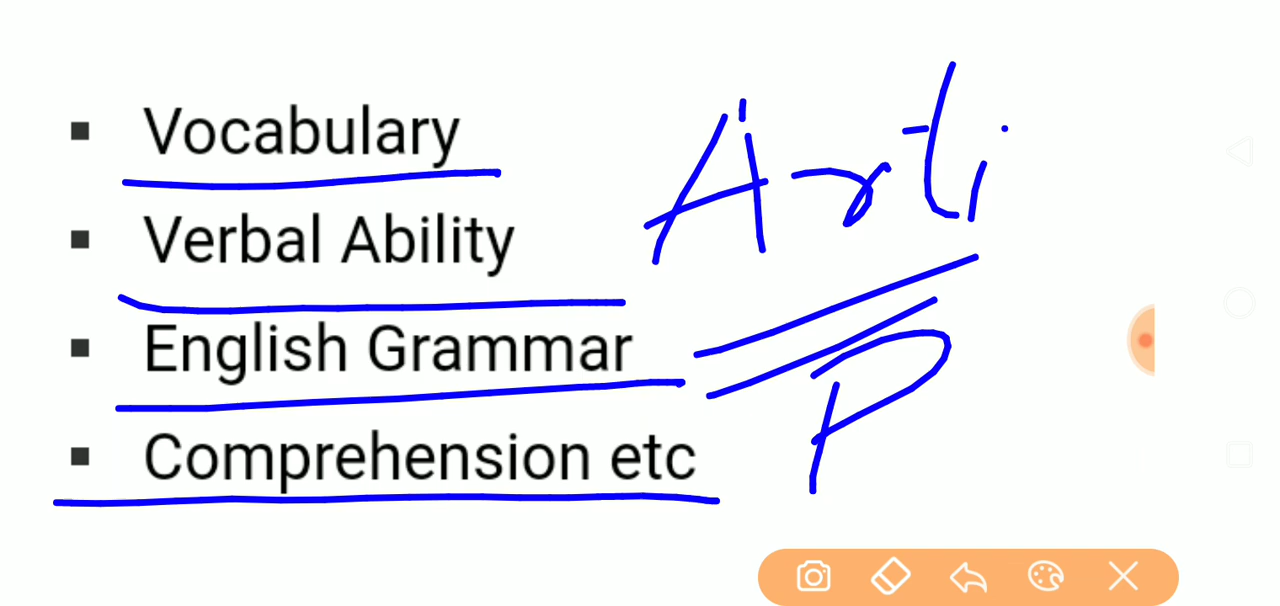 ▪ Vocabulary
▪ Verbal Ability
▪ English Grammar
▪ Comprehension etc
Arti
P